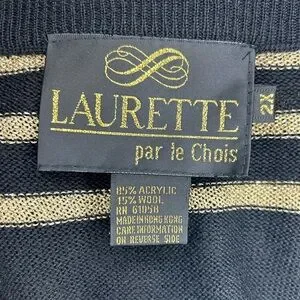 LAURETTE
par le Chois
2X
85% ACRYLIC
15% WOOL
RN 61058
MADE IN HONG KONG
CARE INFORMATION
ON REVERSE SIDE